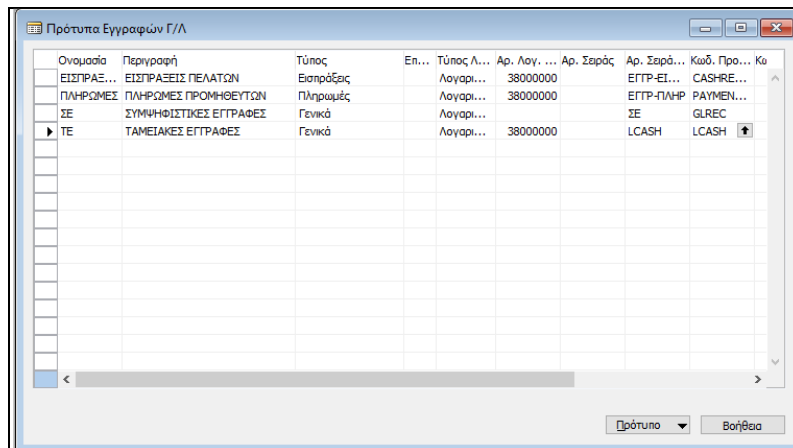 Πρότυπα Εγγραφών Γ/Λ
Ονομασία Περιγραφή Τύπος Επ... Τύπος Λ... Αρ. Λογ. ... Αρ. Σειράς Αρ. Σειρά... Κωδ. Προ... Κω
ΕΙΣΠΡΑΞ... ΕΙΣΠΡΑΞΕΙΣ ΠΕΛΑΤΩΝ Εισπράξεις Λογαρι... 38000000 ΕΓΓΡ-ΕΙ... CASHRE...
ΠΛΗΡΩΜΕΣ ΠΛΗΡΩΜΕΣ ΠΡΟΜΗΘΕΥΤΩΝ Πληρωμές Λογαρι... 38000000 ΕΓΓΡ-ΠΛΗΡ PAYMEN...
ΣΕ ΣΥΜΨΗΦΙΣΤΙΚΕΣ ΕΓΓΡΑΦΕΣ Γενικά Λογαρι... ΣΕ GLREC
ΤΕ ΤΑΜΕΙΑΚΕΣ ΕΓΓΡΑΦΕΣ Γενικά Λογαρι... 38000000 LCASH LCASH
Πρότυπο Βοήθεια